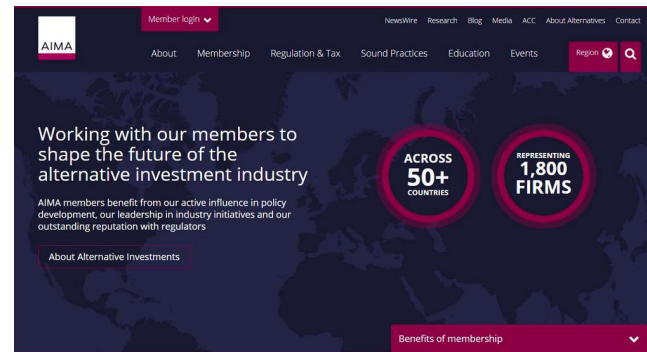 Member login
NewsWire Research Blog Media ACC About Alternatives Contact
AIMA
About Membership Regulation & Tax Sound Practices Education Events
Region
Working with our members to
shape the future of the
alternative investment industry
AIMA members benefit from our active influence in policy
development, our leadership in industry initiatives and our
outstanding reputation with regulators
About Alternative Investments
ACROSS
50+
COUNTRIES
REPRESENTING
1,800
FIRMS
Benefits of membership